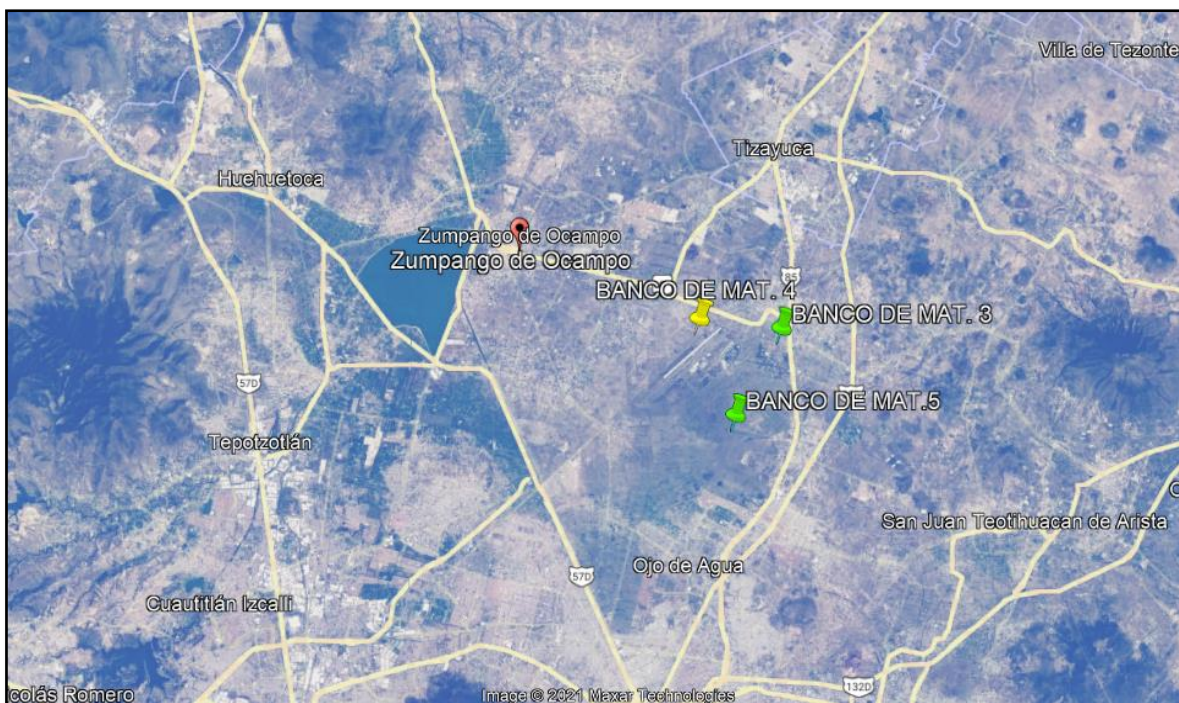 Villa de Tezonte
Tizayuca
Huehuetoca
Zumpango de Ocampo
Zumpango de Ocampo
85
BANCO DE MAT. 4
BANCO DE MAT. 3
57D
BANCO DE MAT.5
Tepotzotlán
San Juan Teotihuacan de Arista
Ojo de Agua
57D
Cuautitlán Izcalli
132D
colás Romero
Image © 2021 Maxar Technologies